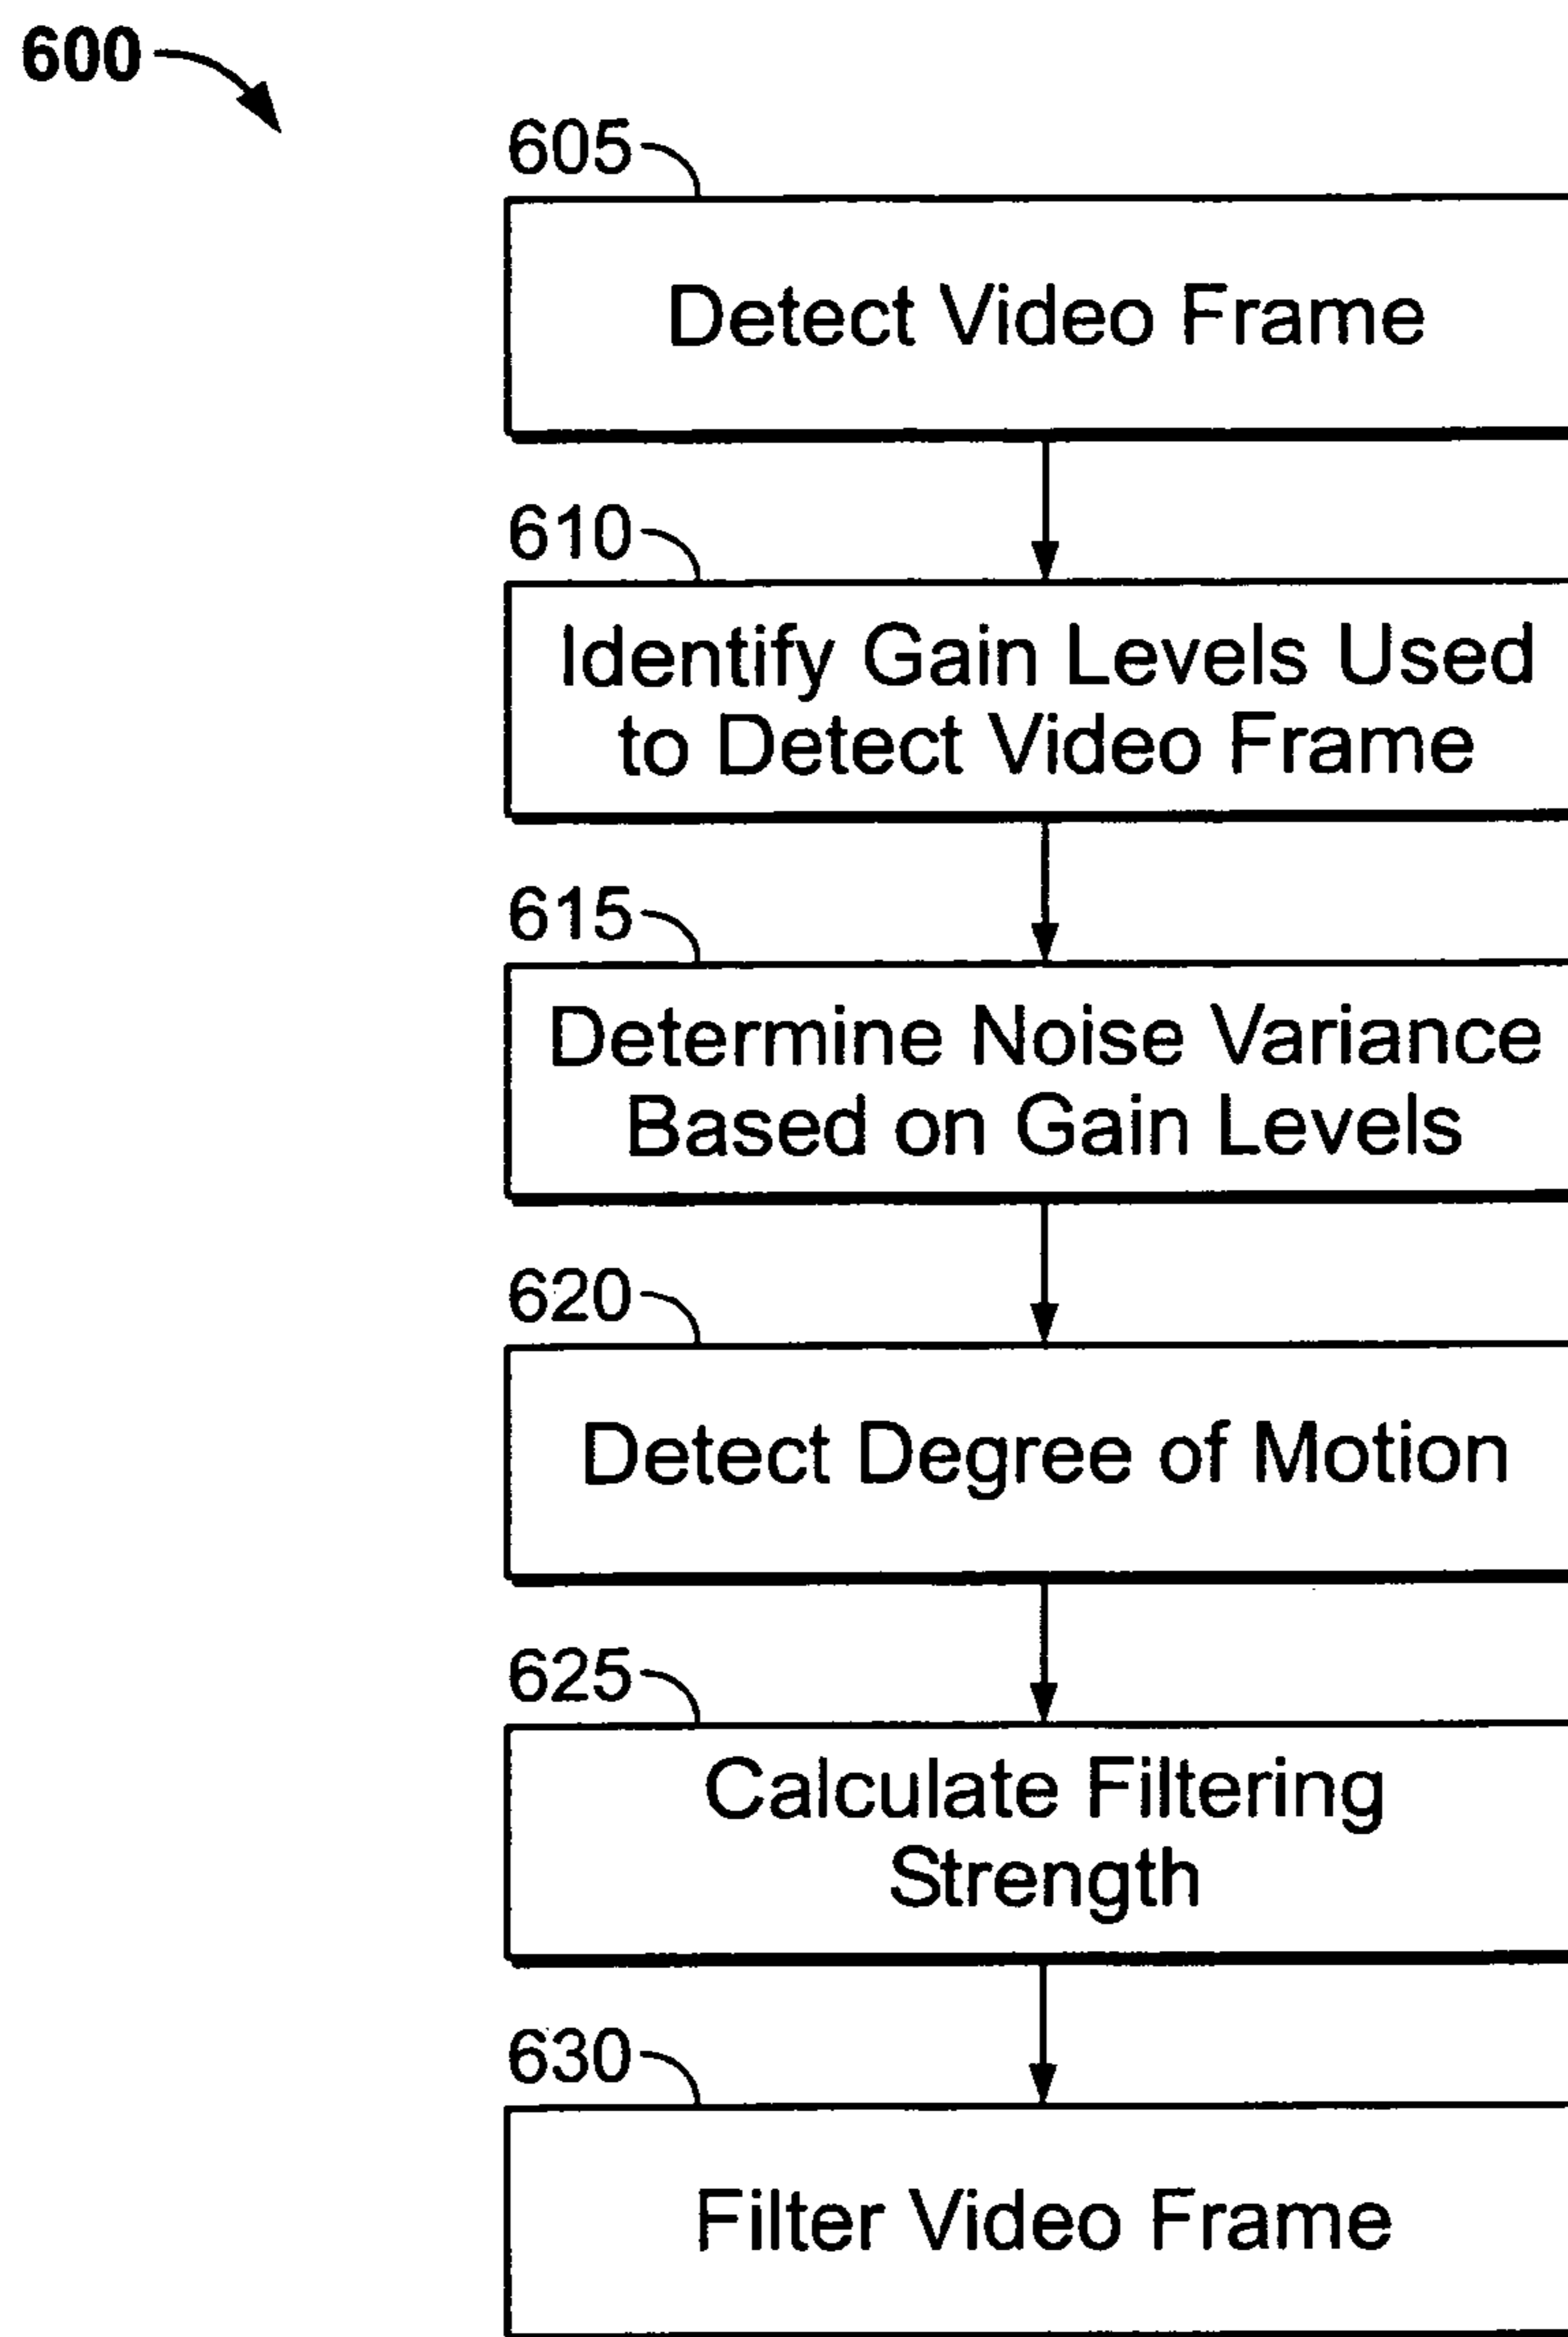 600
605
Detect Video Frame
610
Identify Gain Levels Used
to Detect Video Frame
615
Determine Noise Variance
Based on Gain Levels
620
Detect Degree of Motion
625
Calculate Filtering
Strength
630
Filter Video Frame